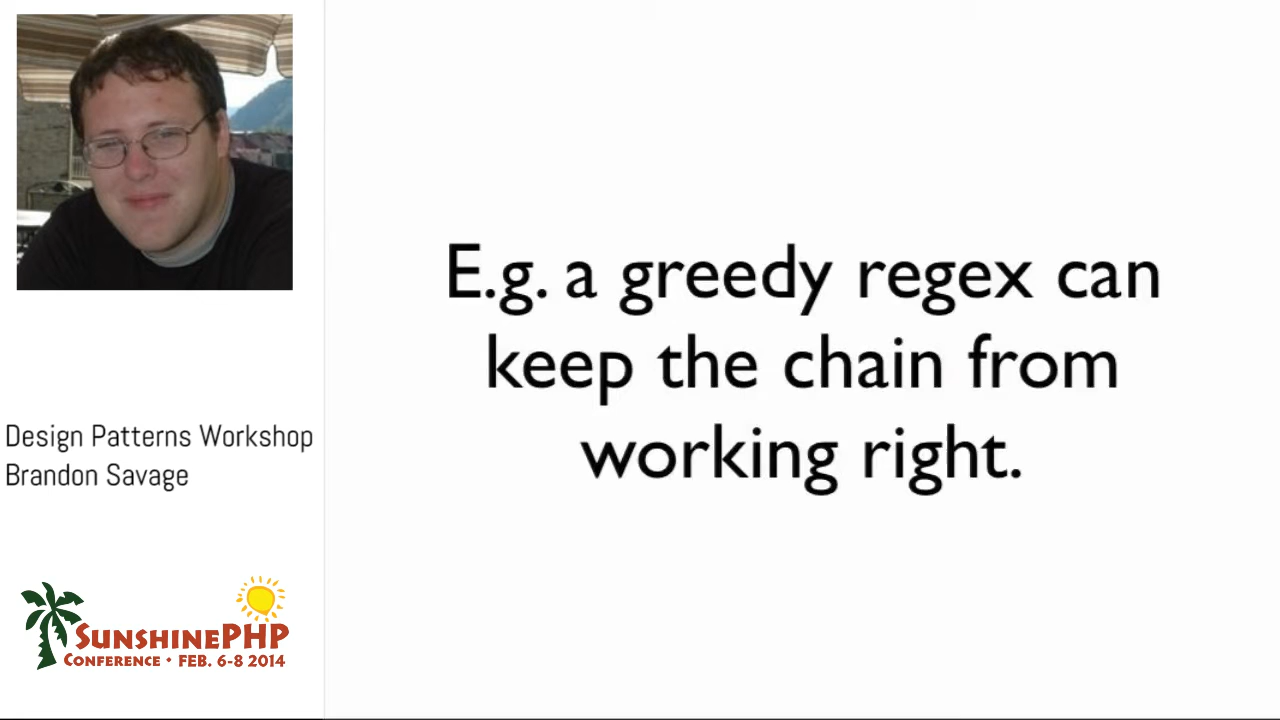 E.g. a greedy regex can
keep the chain from
working right.
Design Patterns Workshop
Brandon Savage
SUNSHINEPHP
CONFERENCE • FEB. 6-8 2014